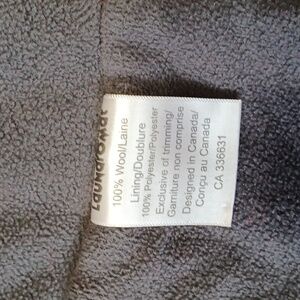 Laundromat
100% Wool/Laine
Lining/Doublure
100% Polyester/Polyester
Exclusive of trimming/
Garniture non comprise
Designed in Canada/
Conçu au Canada
CA 336631